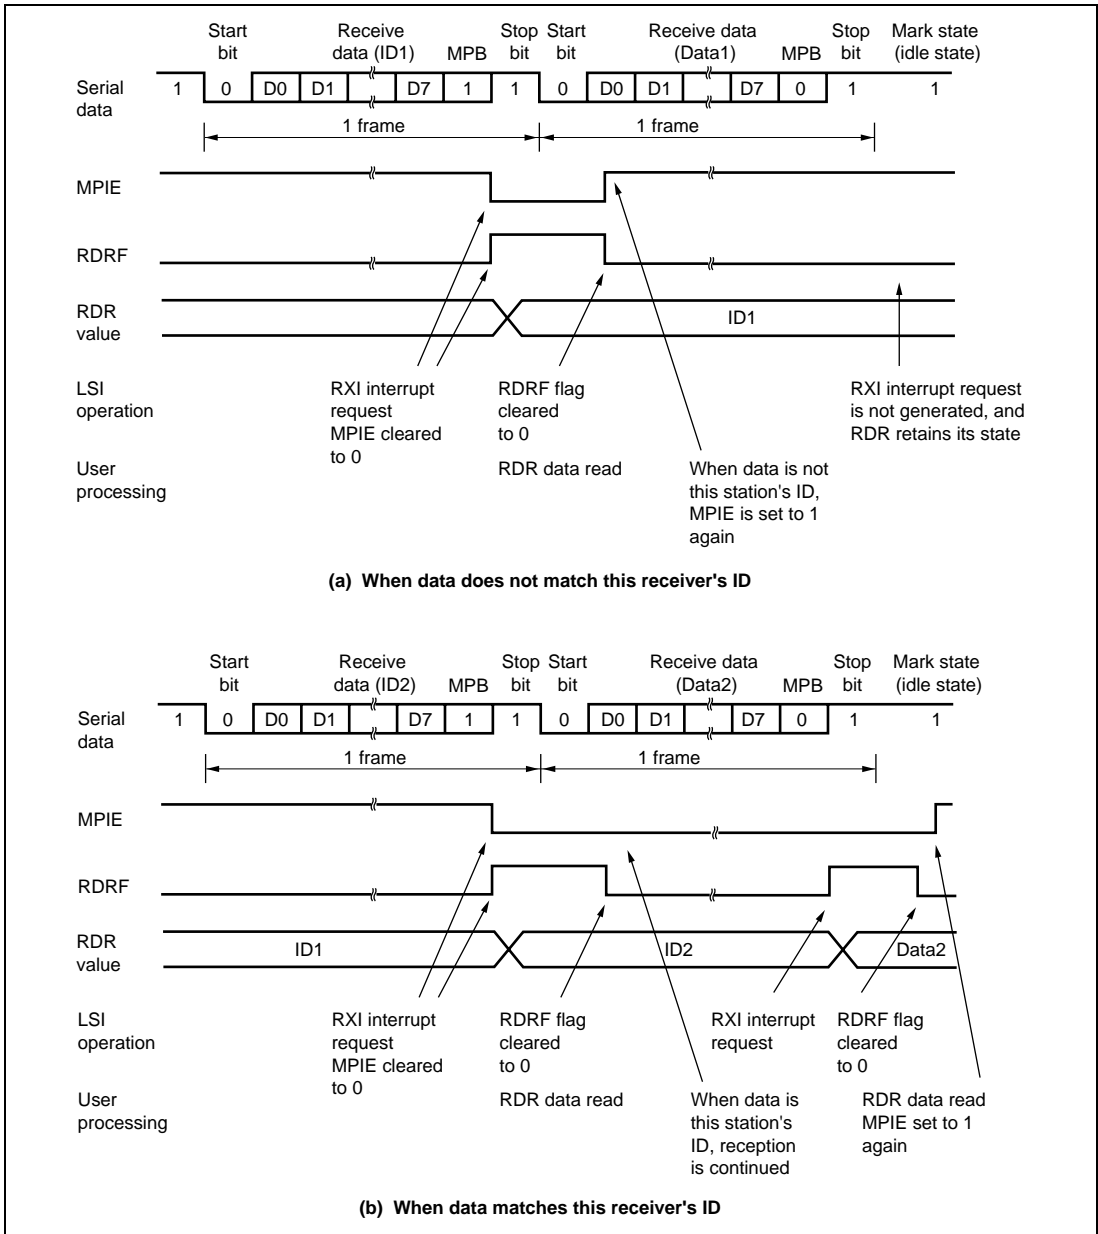 Start bit Receive data (ID1) MPB Stop bit Start bit Receive data (Data1) MPB Stop bit Mark state (idle state)
Serial data 1 0 D0 D1 D7 1 1 0 D0 D1 D7 0 1 1
1 frame 1 frame
MPIE
RDRF
RDR value ID1
LSI operation
RXI interrupt request MPIE cleared to 0
RDRF flag cleared to 0
RXI interrupt request is not generated, and RDR retains its state
User processing
RDR data read
When data is not this station's ID, MPIE is set to 1 again
(a) When data does not match this receiver's ID
Start bit Receive data (ID2) MPB Stop bit Start bit Receive data (Data2) MPB Stop bit Mark state (idle state)
Serial data 1 0 D0 D1 D7 1 1 0 D0 D1 D7 0 1 1
1 frame 1 frame
MPIE
RDRF
RDR value ID1 ID2 Data2
LSI operation
RXI interrupt request MPIE cleared to 0
RDRF flag cleared to 0
RXI interrupt request
RDRF flag cleared to 0
User processing
RDR data read
When data is this station's ID, reception is continued
RDR data read MPIE set to 1 again
(b) When data matches this receiver's ID